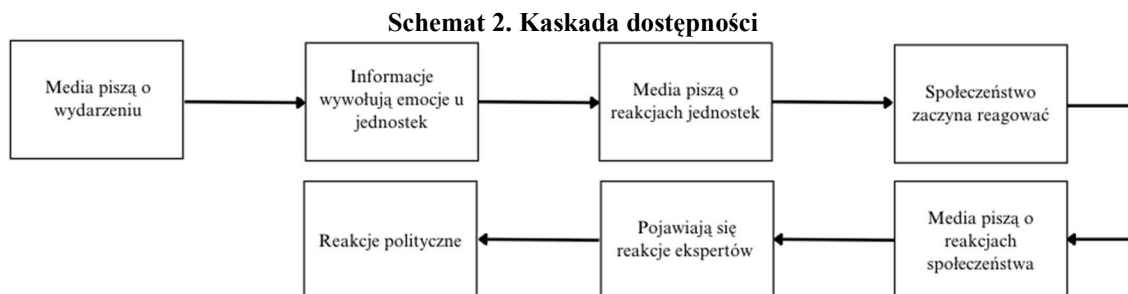 Schemat 2. Kaskada dostępności
Media piszą o
wydarzeniu
Informacje
wywołują emocje u
jednostek
Media piszą o
reakcjach jednostek
Społeczeństwo
zaczyna reagować
Media piszą o
reakcjach
społeczeństwa
Pojawiają się
reakcje ekspertów
Reakcje polityczne